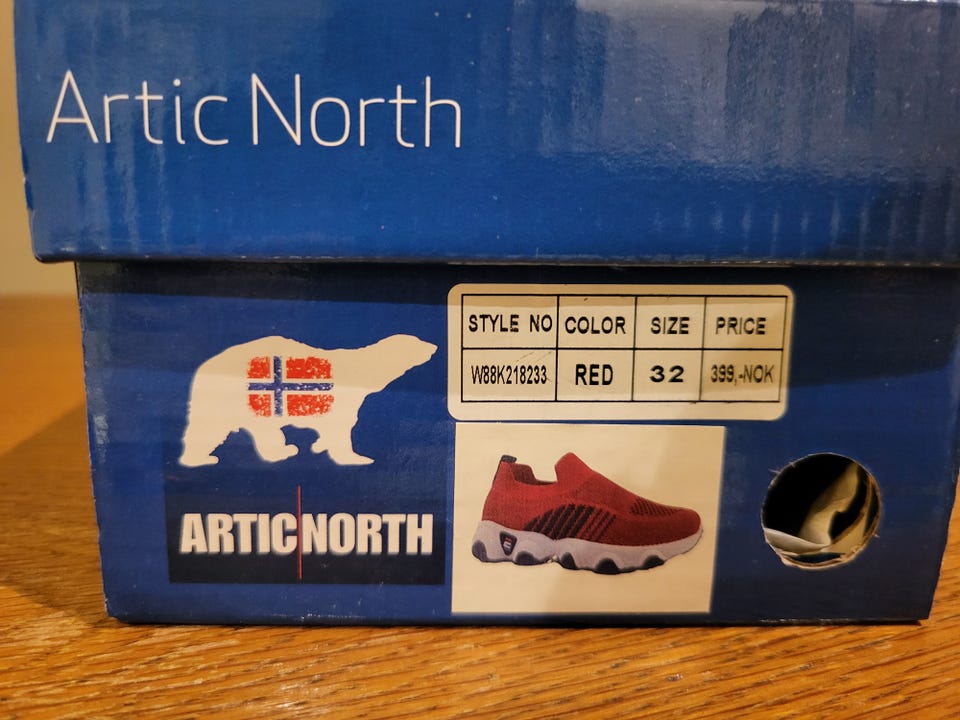 Artic North
STYLE NO COLOR SIZE PRICE
W88K218233 RED 32 399,-NOK
ARTIC NORTH